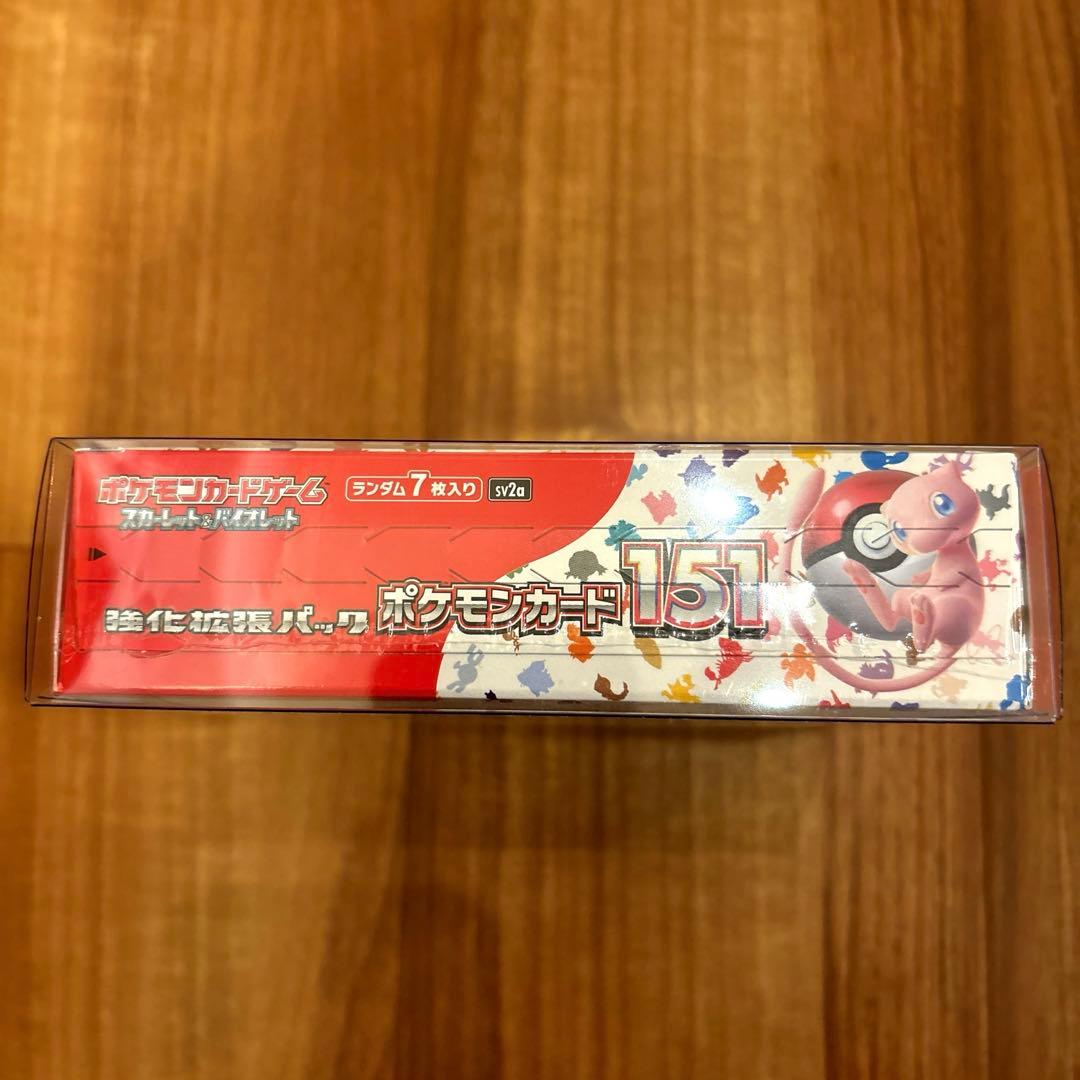 ポケモンカードゲーム
スカーレット&バイオレット
ランダム7枚入り sv2a
強化拡張パック ポケモンカード151